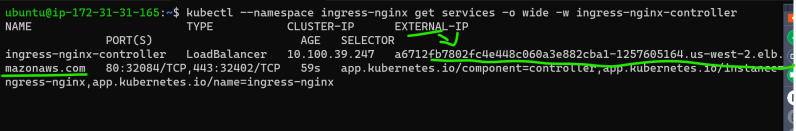 ubuntu@ip-172-31-31-165:~$ kubectl --namespace ingress-nginx get services -o wide -w ingress-nginx-controller
NAME TYPE CLUSTER-IP EXTERNAL-IP
PORT(S) AGE SELECTOR
ingress-nginx-controller LoadBalancer 10.100.39.247 a6712fb7802fc4e448c060a3e882cba1-1257605164.us-west-2.elb.
mazonaws.com 80:32084/TCP,443:32402/TCP 59s app.kubernetes.io/component=controller,app.kubernetes.io/instance=
ngress-nginx,app.kubernetes.io/name=ingress-nginx